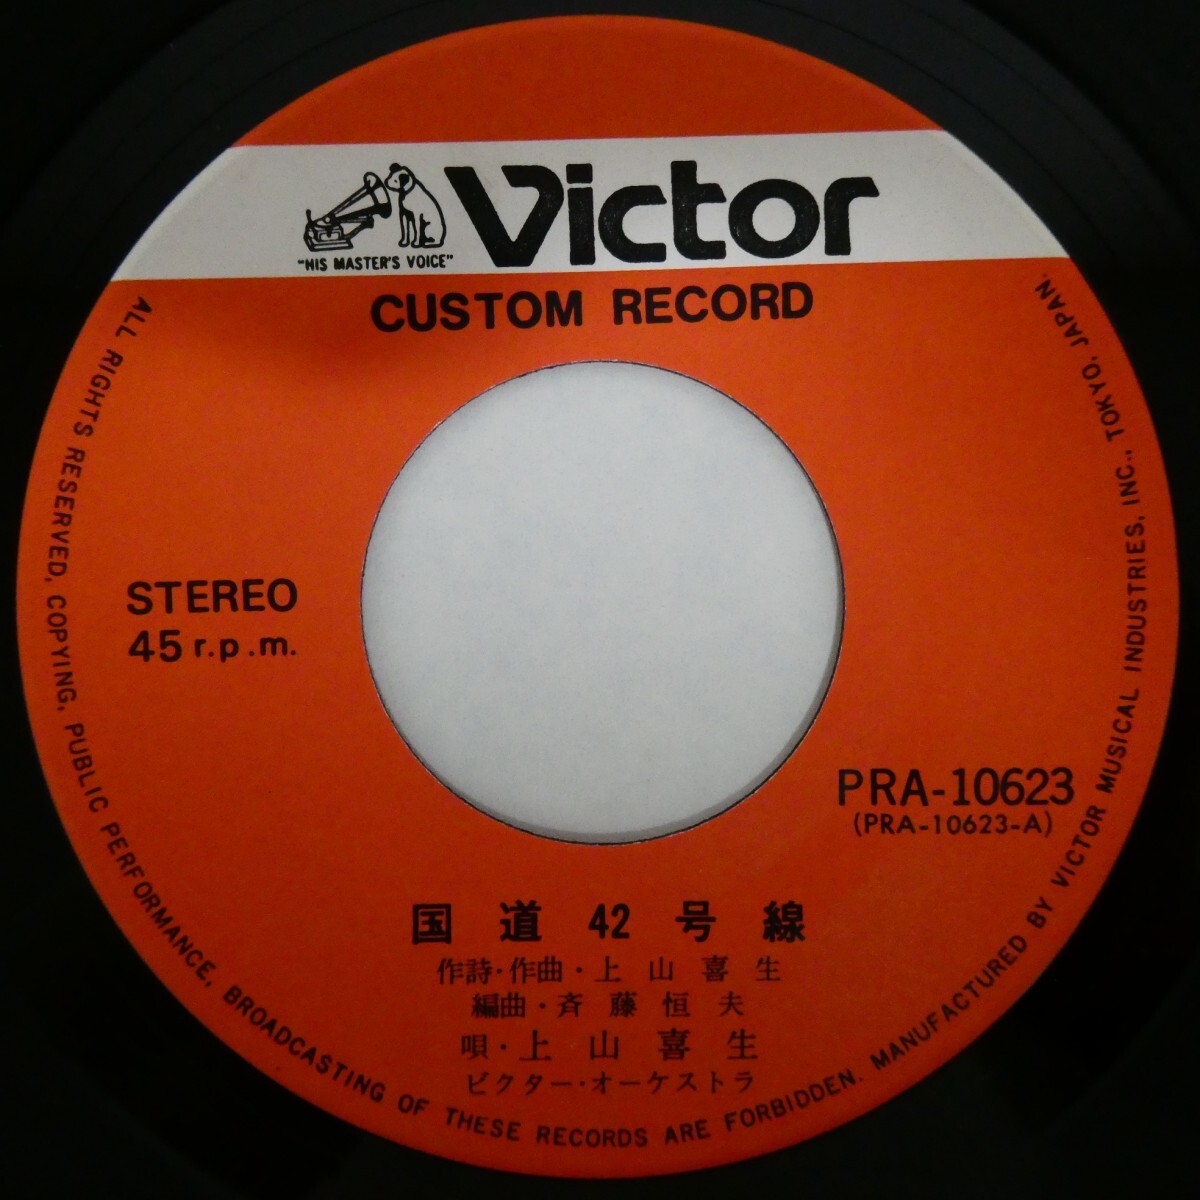 Victor
"HIS MASTER'S VOICE"
CUSTOM RECORD
STEREO
45 r.p.m.
PRA-10623
(PRA-10623-A)
国道42号線
作詩・作曲・上山喜生
編曲・斉藤恒夫
唄・上山喜生
ビクター・オーケストラ
ALL RIGHTS RESERVED, COPYING, PUBLIC PERFORMANCE, BROADCASTING OF THESE RECORDS ARE FORBIDDEN. MANUFACTURED BY VICTOR MUSICAL INDUSTRIES, INC., TOKYO, JAPAN.